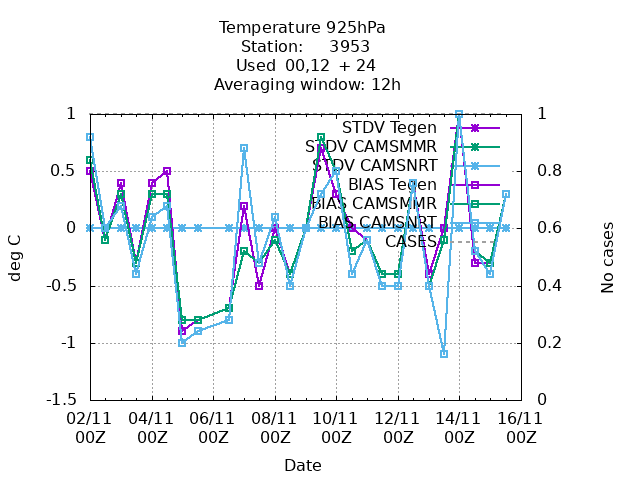 Temperature 925hPa
Station: 3953
Used 00,12 + 24
Averaging window: 12h
1 1
STDV Tegen
STDV CAMSMMR
STDV CAMSNRT
0.5 0.8
BIAS Tegen
BIAS CAMSMMR
BIAS CAMSNRT
0 0.6
CASES
deg C
No cases
-0.5 0.4
-1 0.2
-1.5 0
02/11 04/11 06/11 08/11 10/11 12/11 14/11 16/11
00Z 00Z 00Z 00Z 00Z 00Z 00Z 00Z
Date